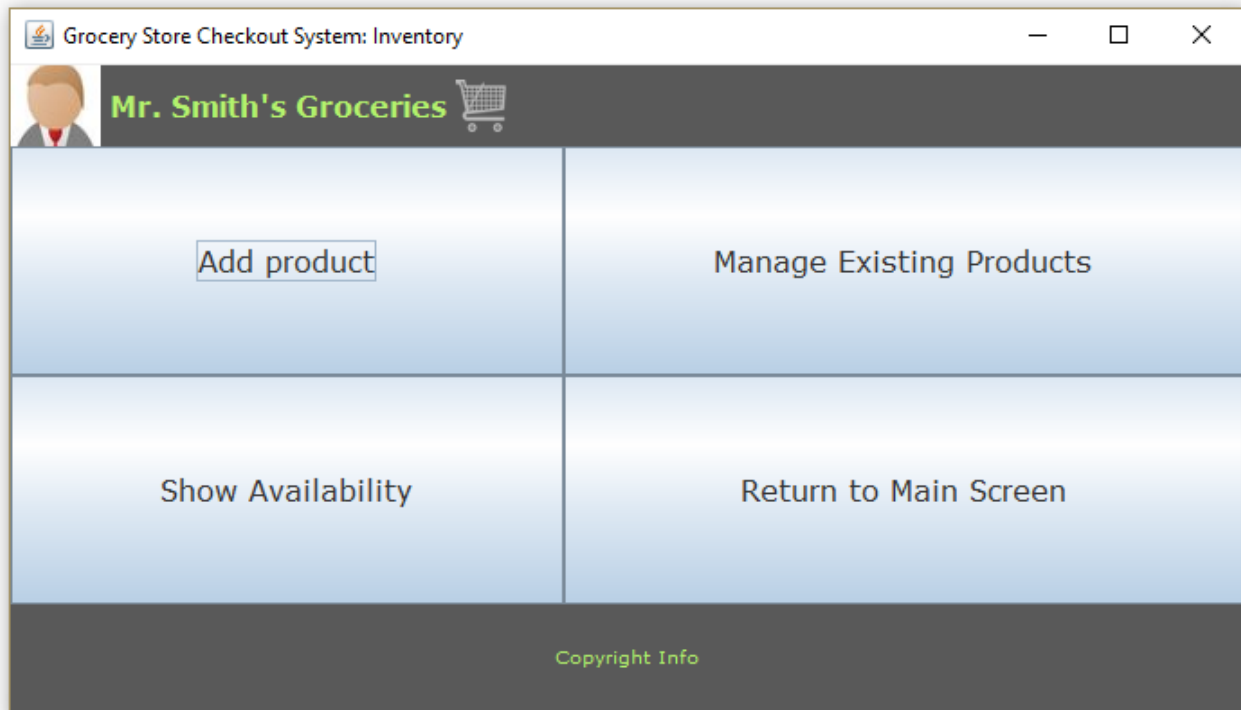 Grocery Store Checkout System: Inventory
Mr. Smith's Groceries
Add product
Manage Existing Products
Show Availability
Return to Main Screen
Copyright Info